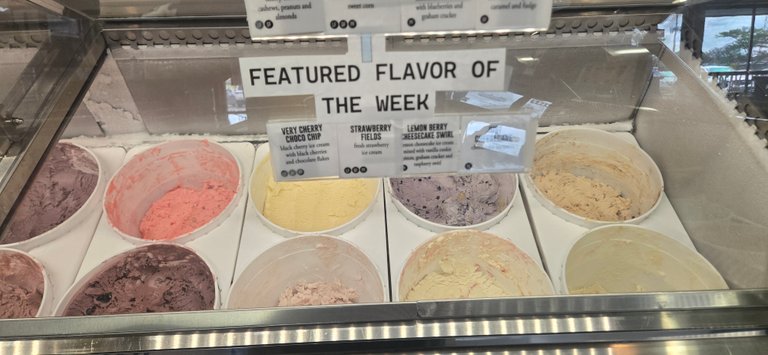 cashews, peanuts and
almonds
sweet corn
with blueberries and
graham cracker
caramel and fudge
FEATURED FLAVOR OF
THE WEEK
VERY CHERRY
CHOCO CHIP
black cherry ice cream
with black cherries
and chocolate flakes
STRAWBERRY
FIELDS
fresh strawberry
ice cream
LEMON BERRY
CHEESECAKE SWIRL
lemon cheesecake ice cream
mixed with vanilla cookie
pieces, graham cracker and
raspberry swirl